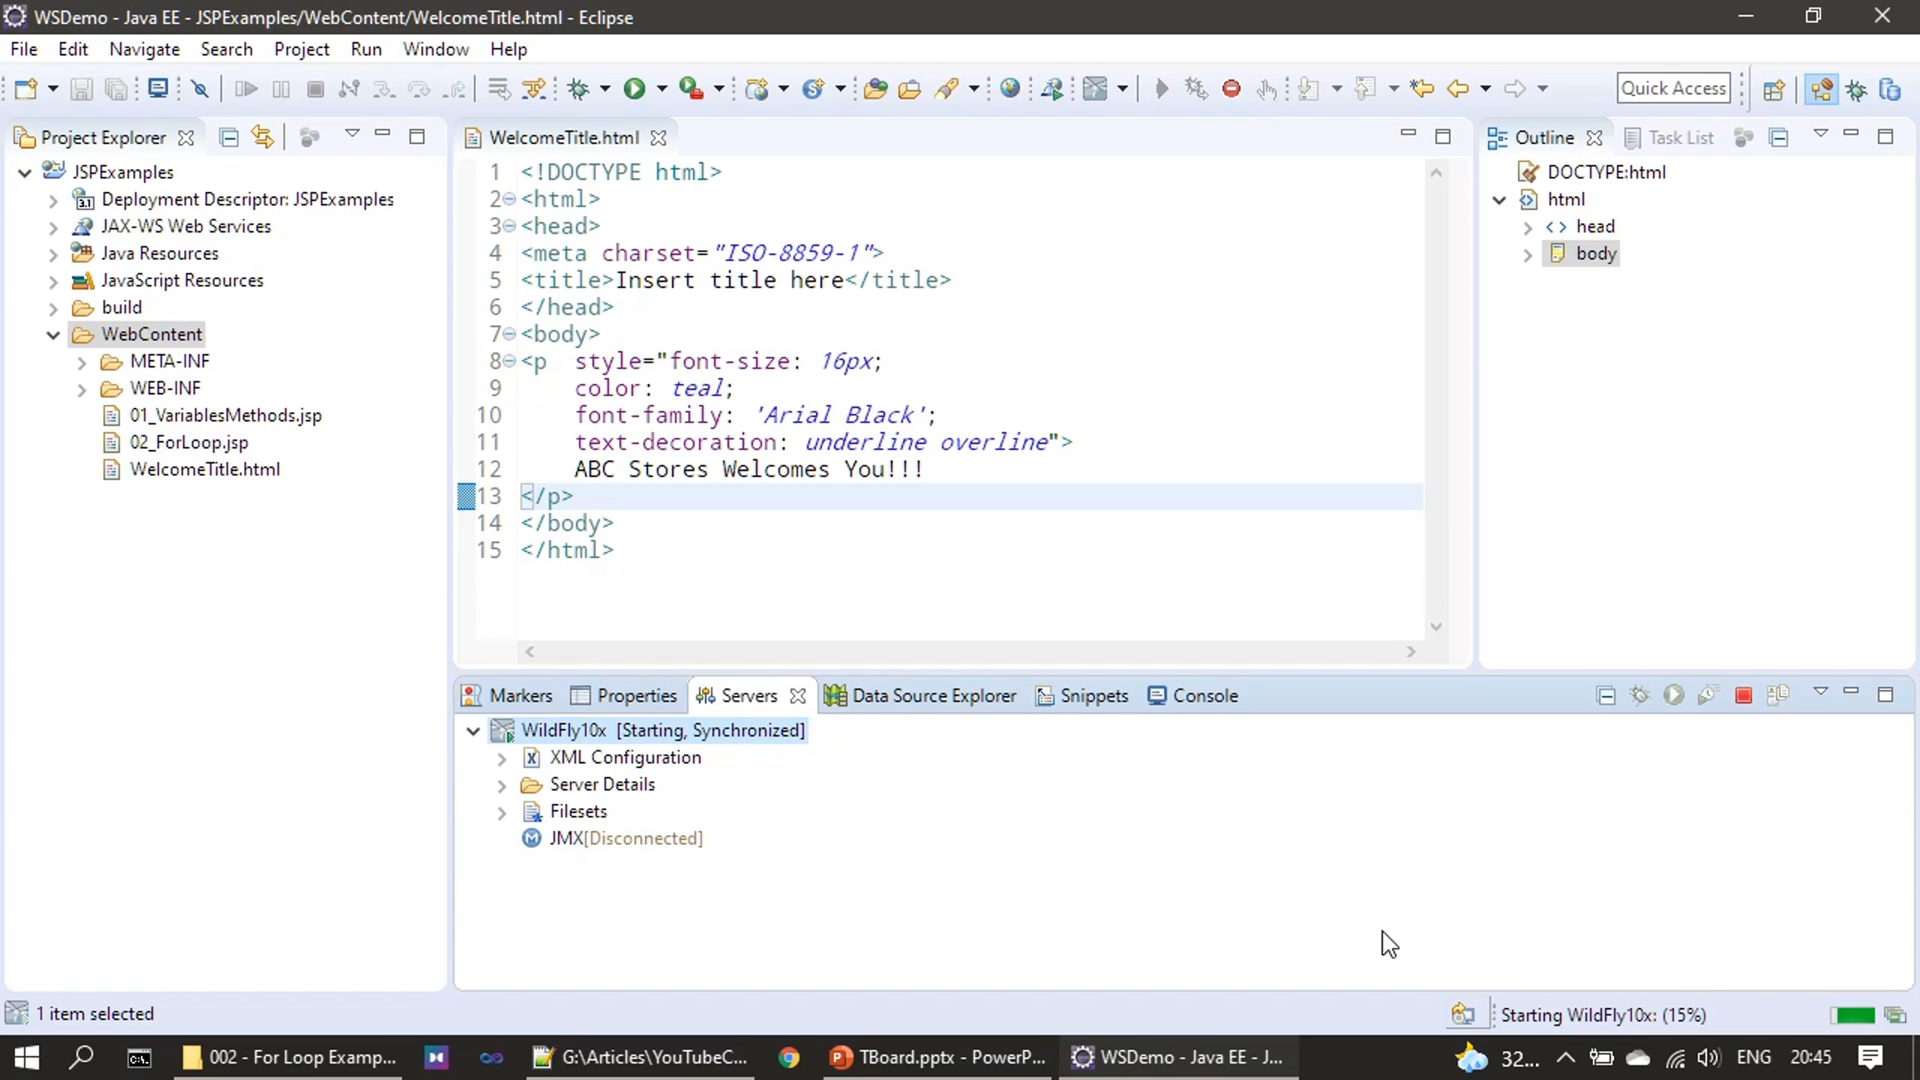 WSDemo - Java EE - JSPExamples/WebContent/WelcomeTitle.html - Eclipse
File Edit Navigate Search Project Run Window Help
Quick Access
Project Explorer
JSPExamples
Deployment Descriptor: JSPExamples
3.1
JAX-WS Web Services
Java Resources
JavaScript Resources
build
WebContent
META-INF
WEB-INF
01_VariablesMethods.jsp
02_ForLoop.jsp
WelcomeTitle.html
WelcomeTitle.html
1 <!DOCTYPE html>
2 <html>
3 <head>
4 <meta charset="ISO-8859-1">
5 <title>Insert title here</title>
6 </head>
7 <body>
8 <p  style="font-size: 16px;
9     color: teal;
10     font-family: 'Arial Black';
11     text-decoration: underline overline">
12     ABC Stores Welcomes You!!!
13 </p>
14 </body>
15 </html>
Outline Task List
DOCTYPE:html
html
head
body
Markers Properties Servers Data Source Explorer Snippets Console
WildFly10x [Starting, Synchronized]
XML Configuration
Server Details
Filesets
JMX[Disconnected]
1 item selected
Starting WildFly10x: (15%)
002 - For Loop Examp...
G:\Articles\YouTubeC...
TBoard.pptx - PowerP...
WSDemo - Java EE - J...
32...
ENG
20:45